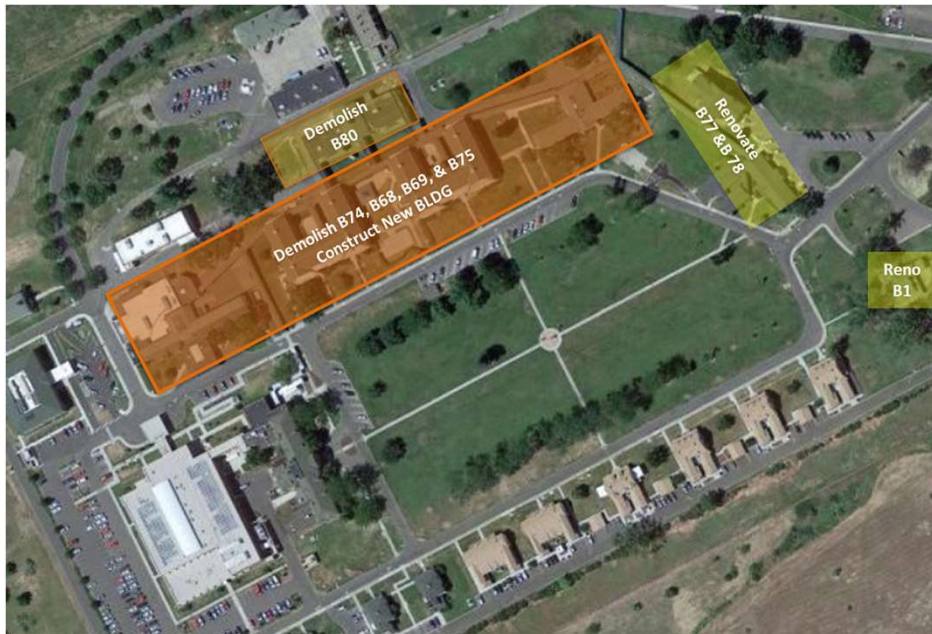 Demolish
B80
Demolish B74, B68, B69, & B75
Construct New BLDG
Renovate
B77 &B 78
Reno
B1